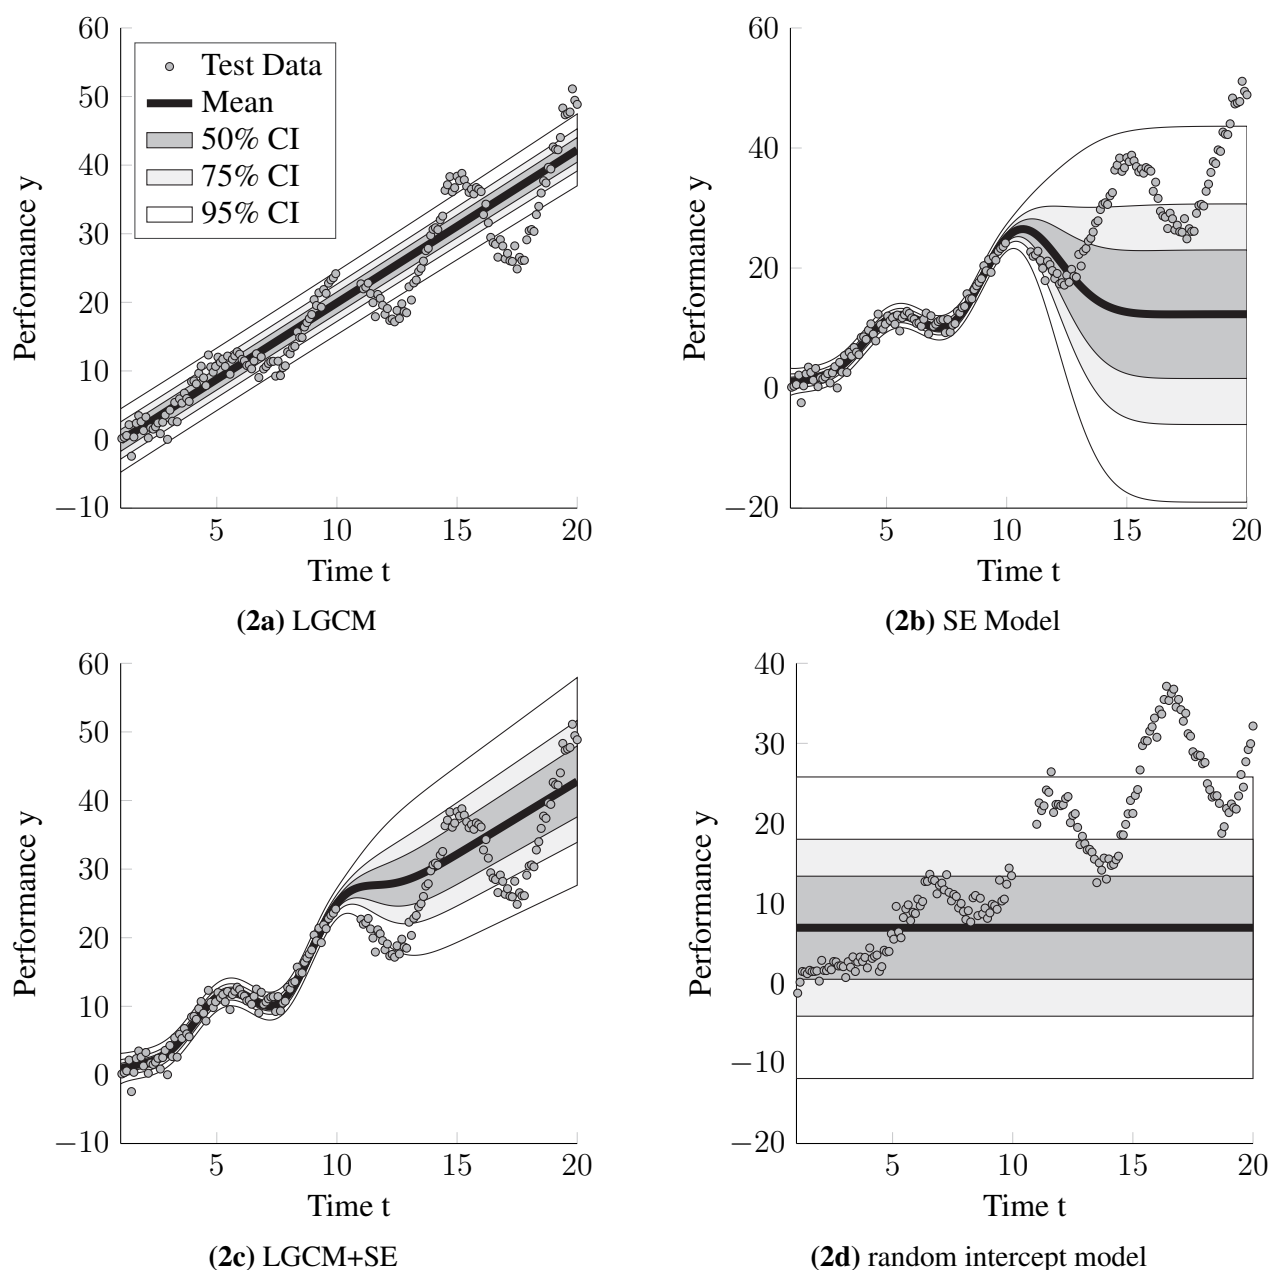 60
50
40
30
20
10
0
−10
5 10 15 20
Performance y
Time t
Test Data
Mean
50% CI
75% CI
95% CI
(2a) LGCM
60
40
20
0
−20
5 10 15 20
Performance y
Time t
(2b) SE Model
60
50
40
30
20
10
0
−10
5 10 15 20
Performance y
Time t
(2c) LGCM+SE
40
30
20
10
0
−10
−20
5 10 15 20
Performance y
Time t
(2d) random intercept model